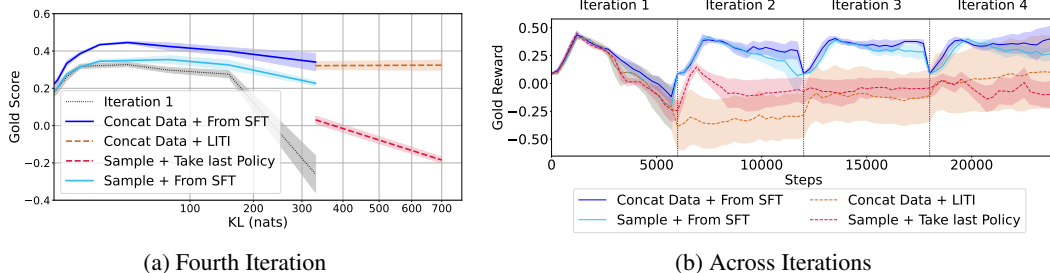 Gold Score
0.4
0.2
0.0
−0.2
−0.4
Iteration 1
Concat Data + From SFT
Concat Data + LITI
Sample + Take last Policy
Sample + From SFT
100
200
300
400
500
600
700
KL (nats)
(a) Fourth Iteration
Iteration 1
Iteration 2
Iteration 3
Iteration 4
Gold Reward
0.50
0.25
0.00
−0.25
−0.50
0
5000
10000
15000
20000
Steps
Concat Data + From SFT
Sample + From SFT
Concat Data + LITI
Sample + Take last Policy
(b) Across Iterations